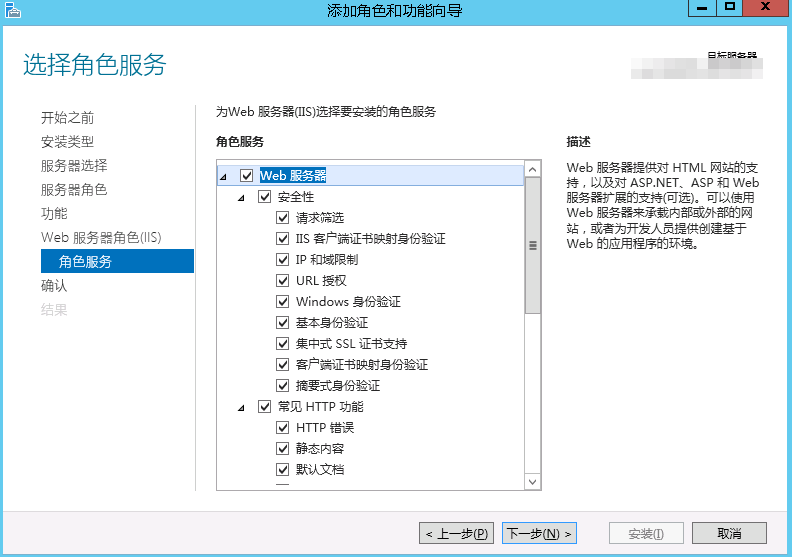 添加角色和功能向导
选择角色服务
目标服务器
开始之前
安装类型
服务器选择
服务器角色
功能
Web 服务器角色(IIS)
角色服务
确认
结果
为Web 服务器(IIS)选择要安装的角色服务
角色服务
Web 服务器
安全性
请求筛选
IIS 客户端证书映射身份验证
IP 和域限制
URL 授权
Windows 身份验证
基本身份验证
集中式 SSL 证书支持
客户端证书映射身份验证
摘要式身份验证
常见 HTTP 功能
HTTP 错误
静态内容
默认文档
描述
Web 服务器提供对 HTML 网站的支
持，以及对 ASP.NET、ASP 和 Web
服务器扩展的支持(可选)。可以使用
Web 服务器来承载内部或外部的网
站，或者为开发人员提供创建基于
Web 的应用程序的环境。
< 上一步(P)
下一步(N) >
安装(I)
取消